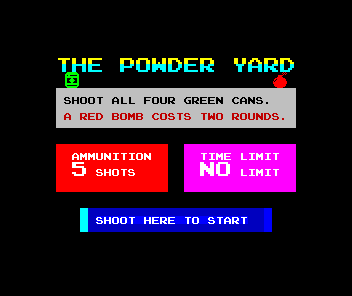 THE POWDER YARD
SHOOT ALL FOUR GREEN CANS.
A RED BOMB COSTS TWO ROUNDS.
AMMUNITION
5 SHOTS
TIME LIMIT
NO LIMIT
SHOOT HERE TO START